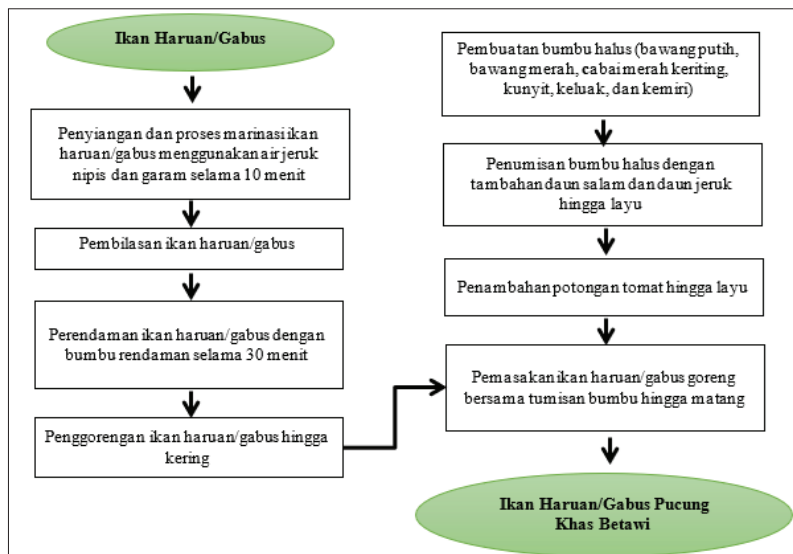 Ikan Haruan/Gabus
Penyiangan dan proses marinasi ikan
haruan/gabus menggunakan air jeruk
nipis dan garam selama 10 menit
Pembilasan ikan haruan/gabus
Perendaman ikan haruan/gabus dengan
bumbu rendaman selama 30 menit
Penggorengan ikan haruan/gabus hingga
kering
Pembuatan bumbu halus (bawang putih,
bawang merah, cabai merah keriting,
kunyit, keluak, dan kemiri)
Penumisan bumbu halus dengan
tambahan daun salam dan daun jeruk
hingga layu
Penambahan potongan tomat hingga layu
Pemasakan ikan haruan/gabus goreng
bersama tumisan bumbu hingga matang
Ikan Haruan/Gabus Pucung
Khas Betawi